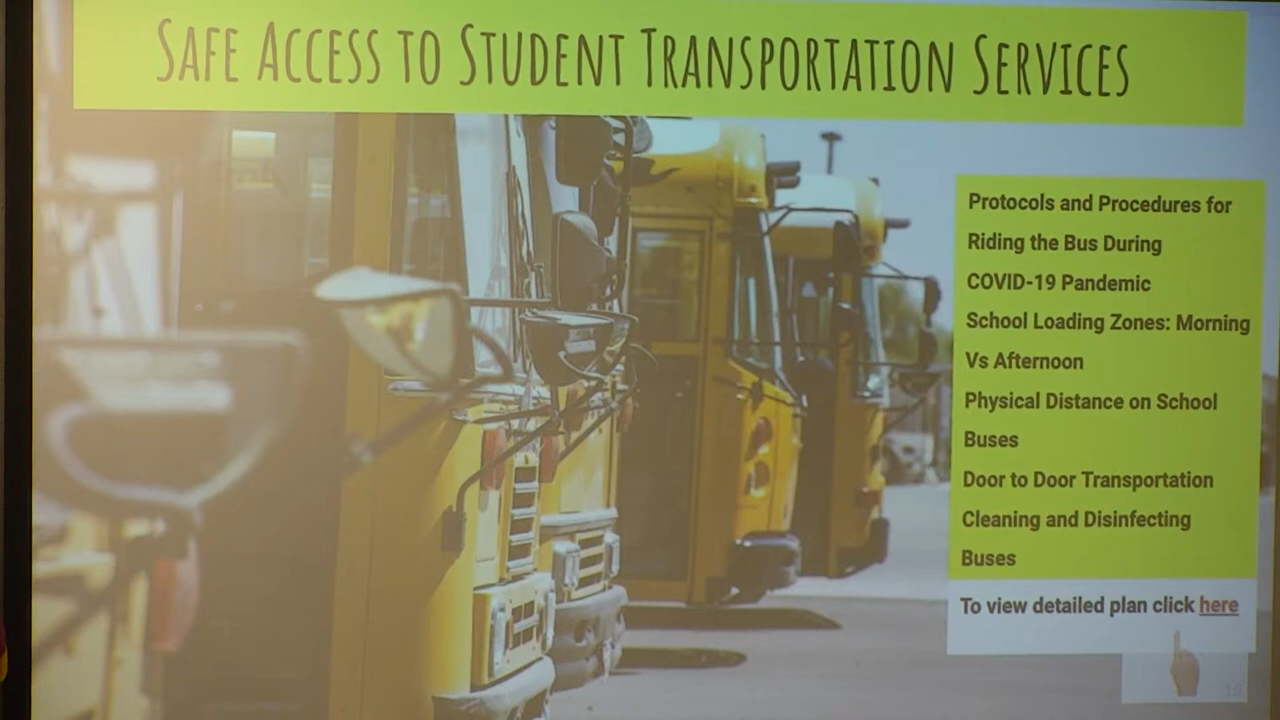 Safe Access to Student Transportation Services
Protocols and Procedures for
Riding the Bus During
COVID-19 Pandemic
School Loading Zones: Morning
Vs Afternoon
Physical Distance on School
Buses
Door to Door Transportation
Cleaning and Disinfecting
Buses
To view detailed plan click here
15